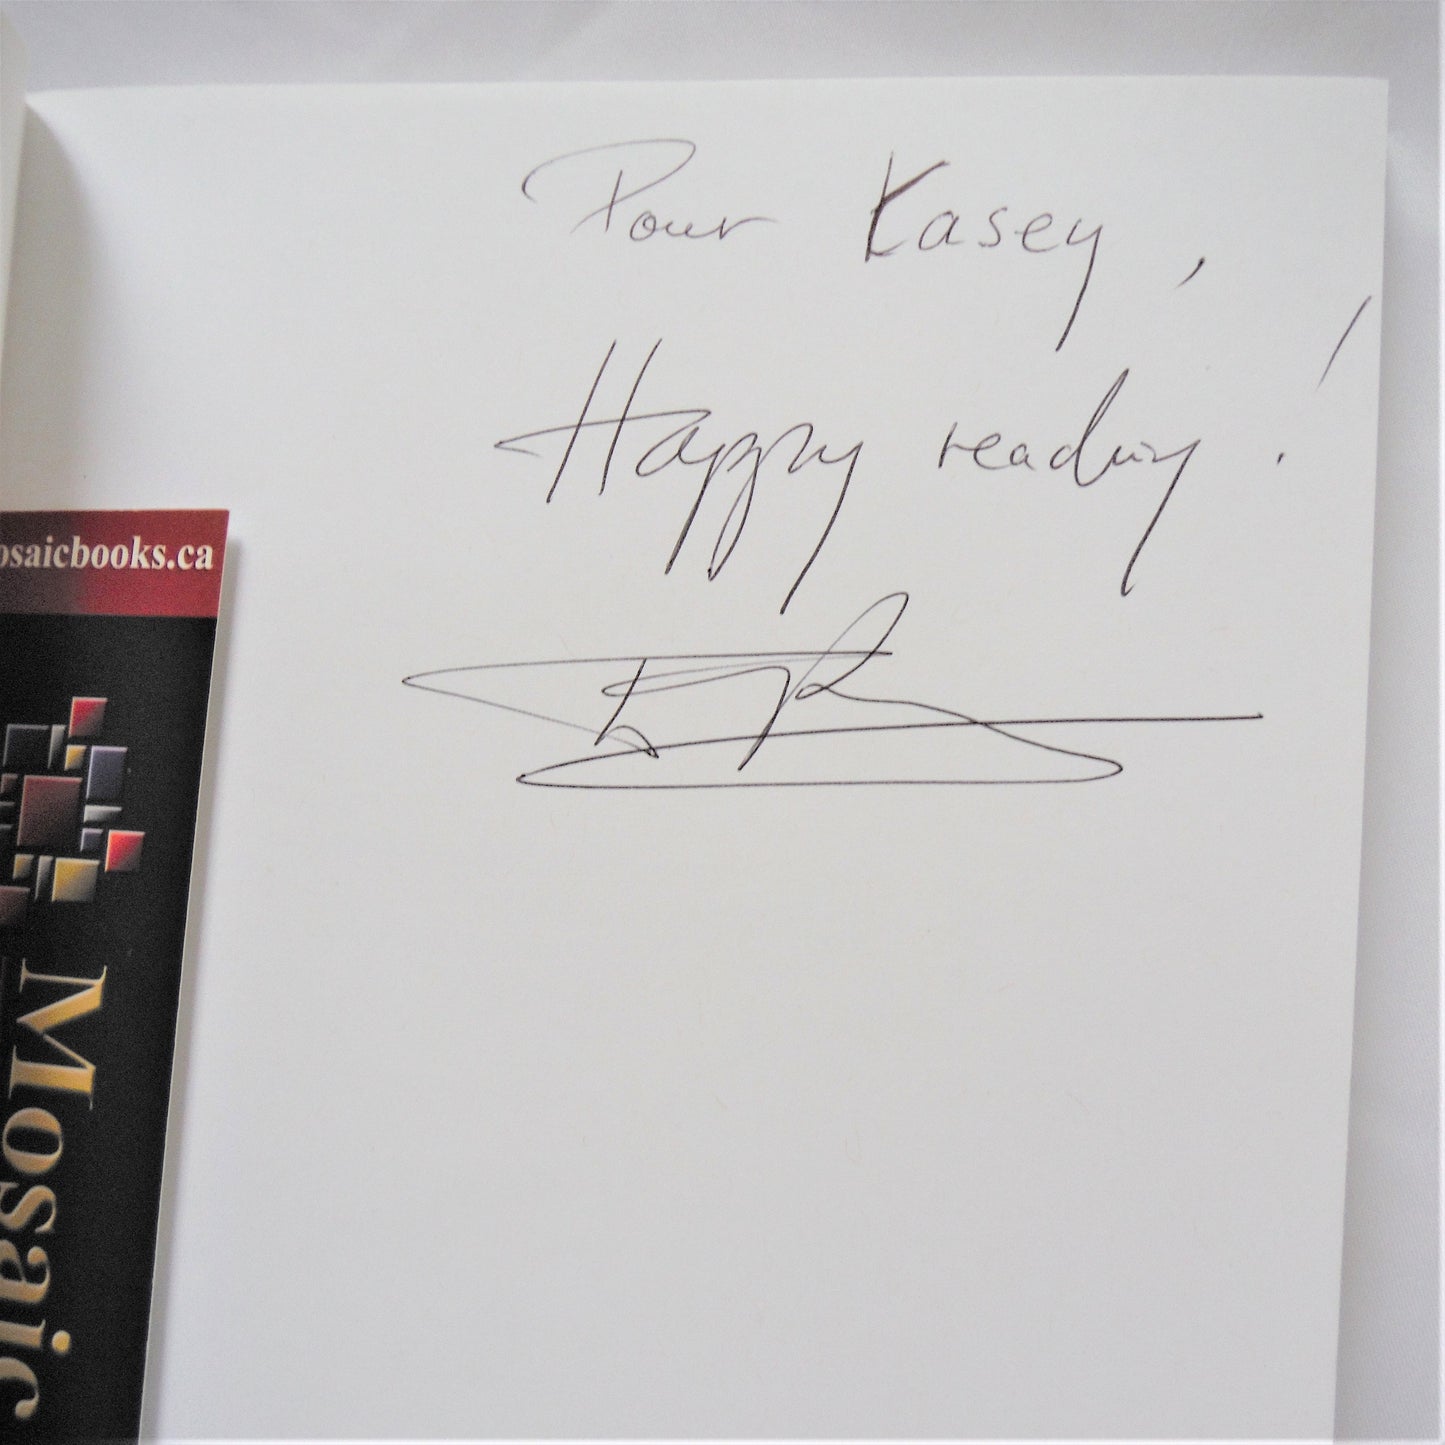 Pour Kasey,
Happy reading!
osaicbooks.ca
Mosaic